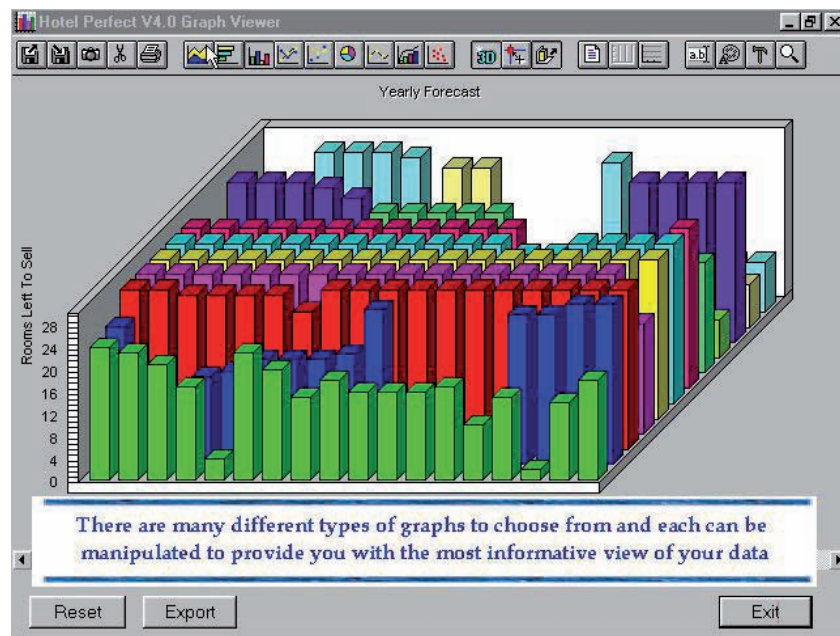 Hotel Perfect V4.0 Graph Viewer
3D
a.b
Yearly Forecast
Rooms Left To Sell
28
24
20
16
12
8
4
0
There are many different types of graphs to choose from and each can be
manipulated to provide you with the most informative view of your data
Reset Export Exit